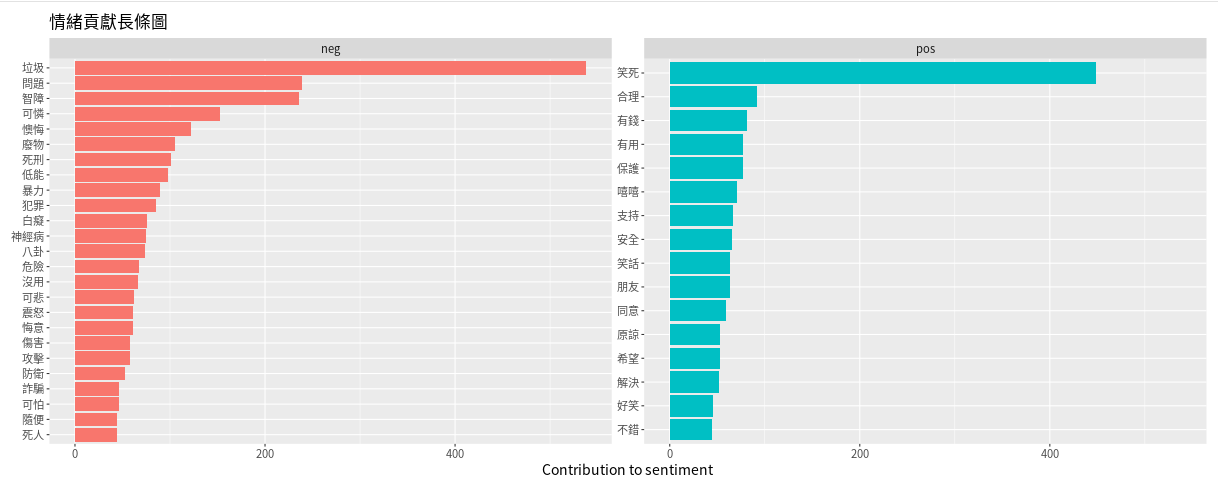 情緒貢獻長條圖
neg
垃圾
問題
智障
可憐
懊悔
廢物
死刑
低能
暴力
犯罪
白癡
神經病
八卦
危險
沒用
可悲
震怒
悔意
傷害
攻擊
防衛
詐騙
可怕
隨便
死人
0 200 400
pos
笑死
合理
有錢
有用
保護
嘻嘻
支持
安全
笑話
朋友
同意
原諒
希望
解決
好笑
不錯
0 200 400
Contribution to sentiment